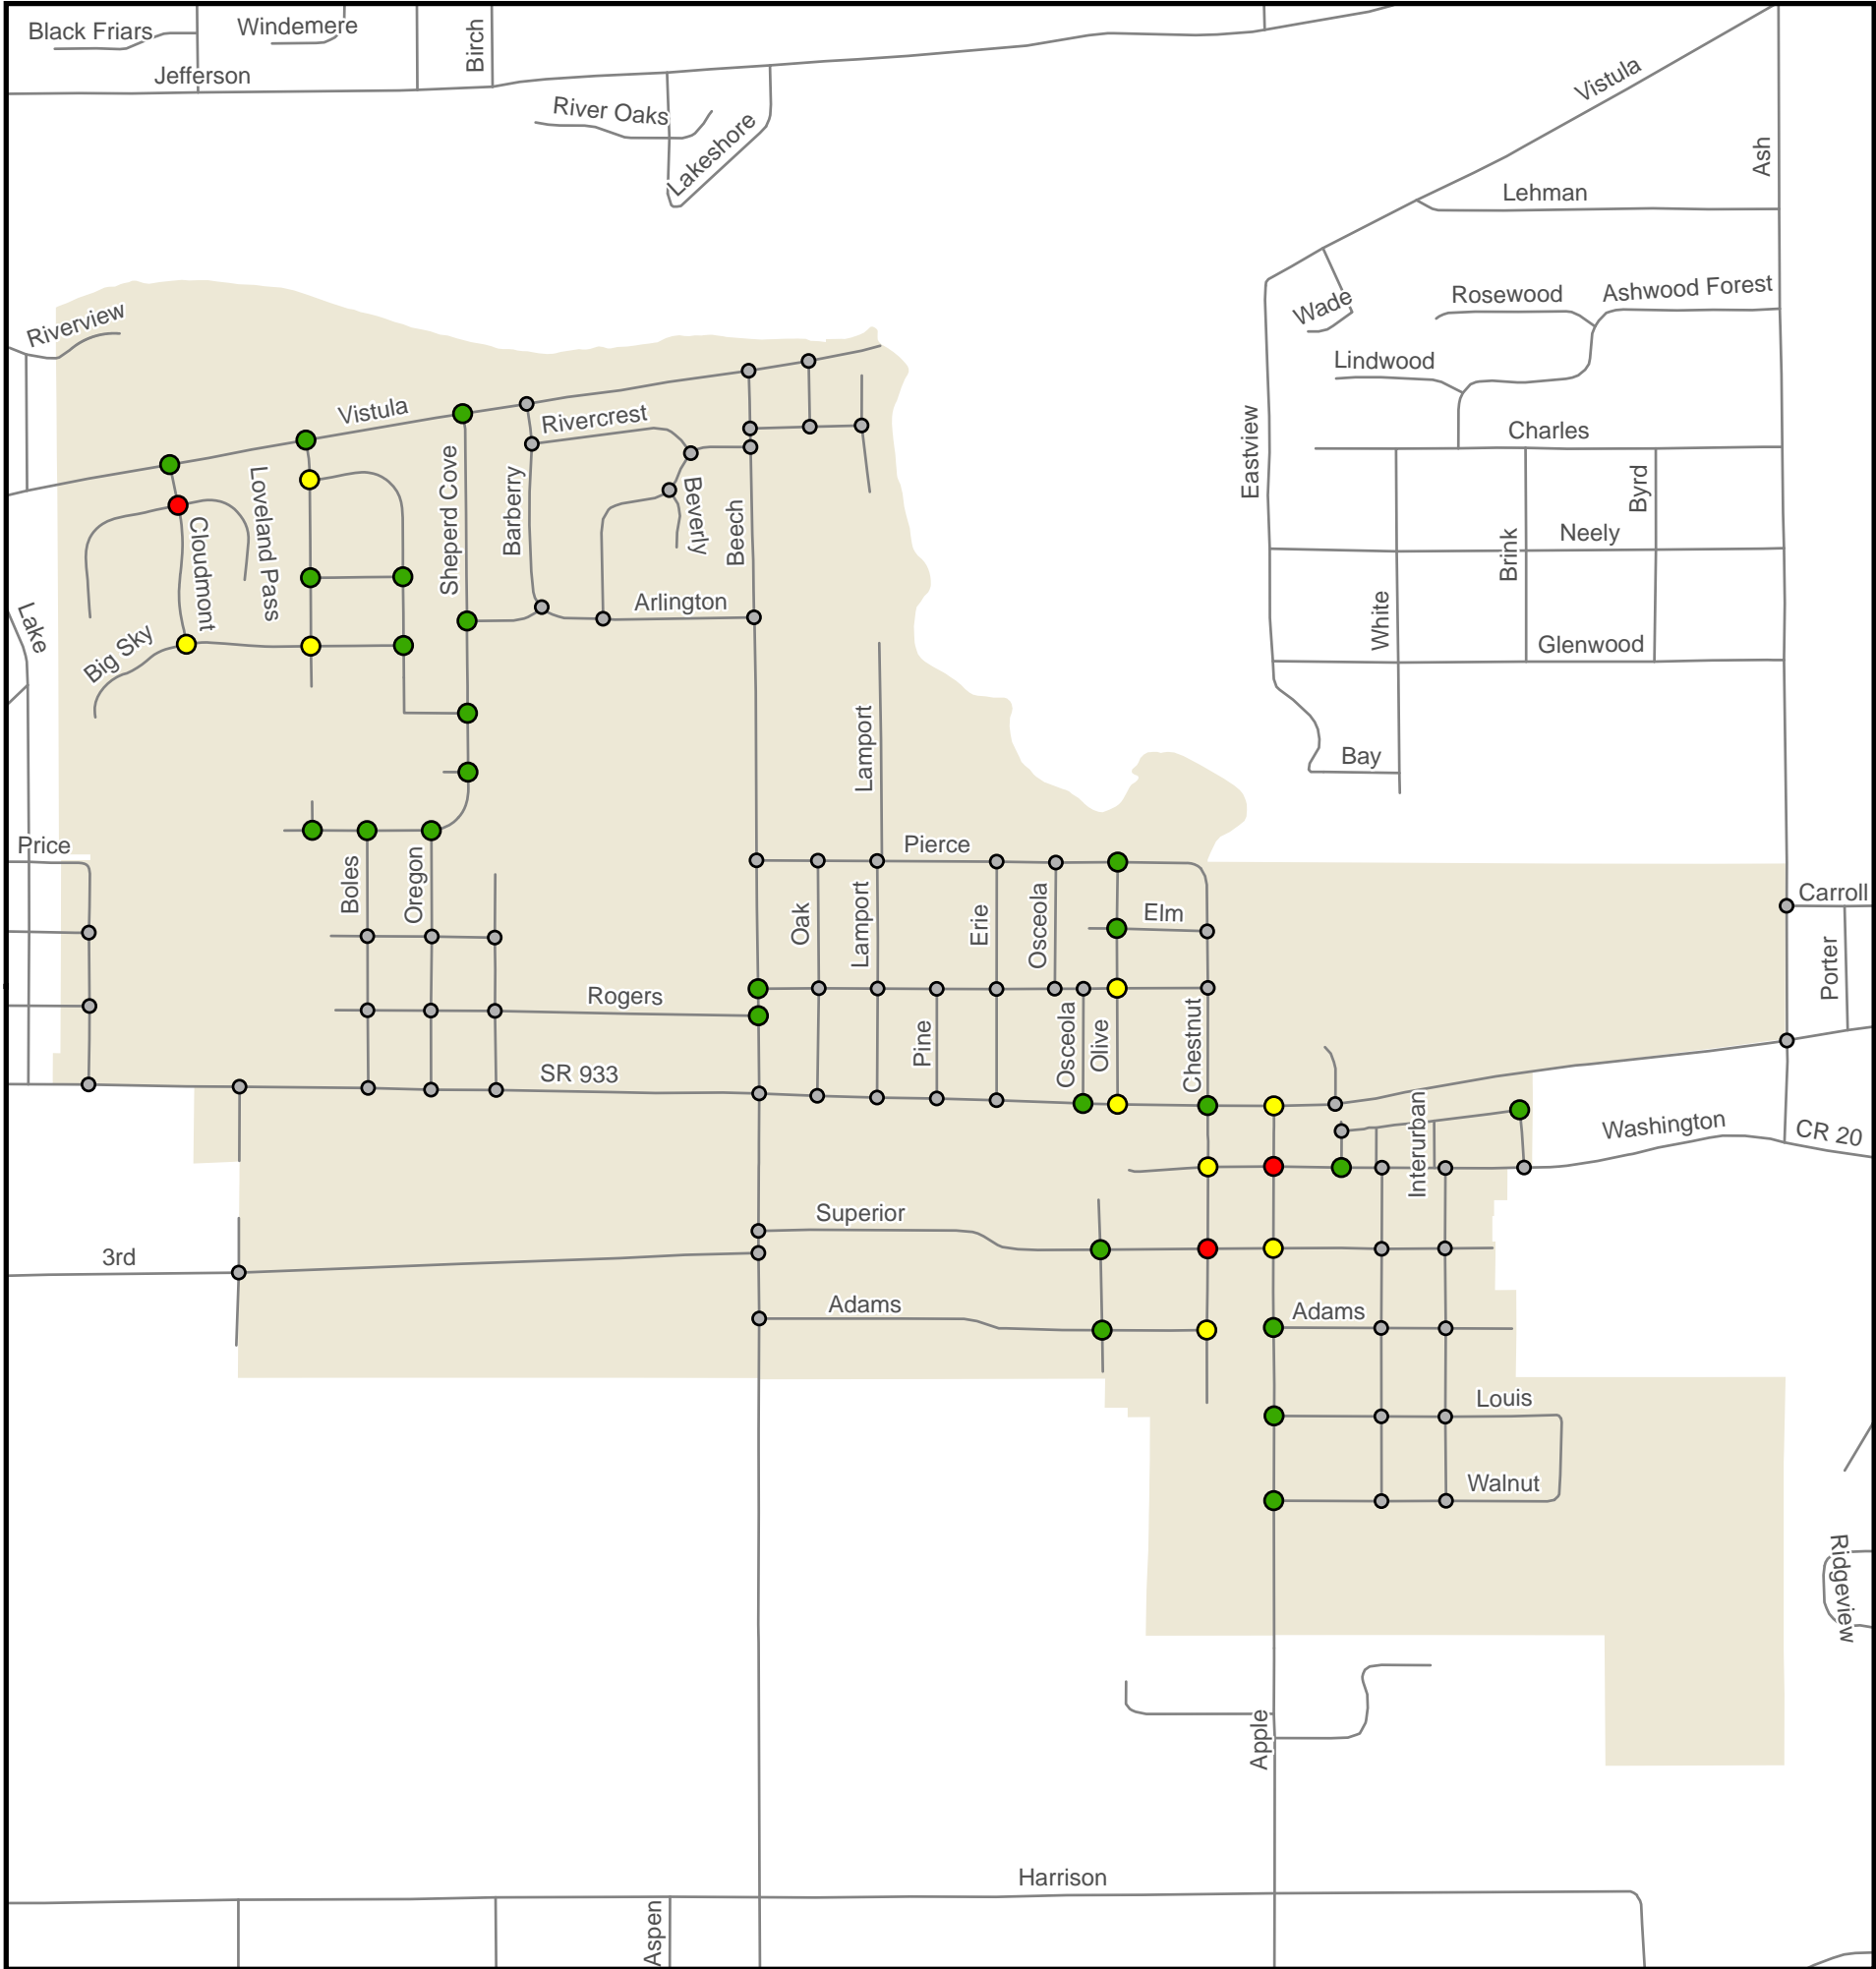 Black Friars
Windemere
Birch
Jefferson
River Oaks
Lakeshore
Vistula
Ash
Lehman
Riverview
Wade
Rosewood
Ashwood Forest
Lindwood
Vistula
Rivercrest
Charles
Eastview
Sheperd Cove
Loveland Pass
Barberry
Beverly
Beech
Cloudmont
Byrd
Neely
Brink
Arlington
White
Lake
Big Sky
Glenwood
Lamport
Bay
Price
Pierce
Boles
Oregon
Carroll
Oak
Lamport
Erie
Osceola
Elm
Porter
Rogers
Pine
Osceola
Olive
Chestnut
SR 933
Interurban
Washington
CR 20
Superior
3rd
Adams
Adams
Louis
Walnut
Ridgeview
Apple
Harrison
Aspen